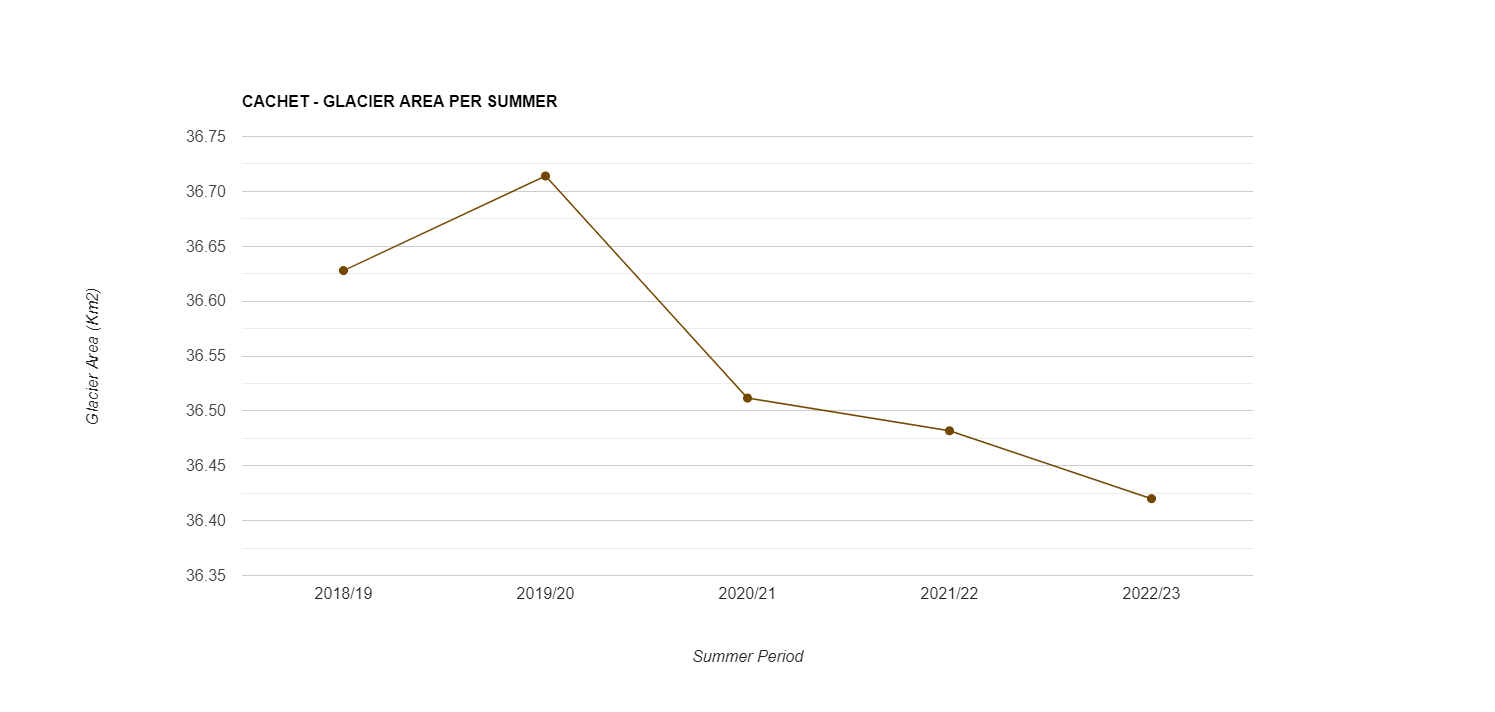 CACHET - GLACIER AREA PER SUMMER
36.75
36.70
36.65
36.60
36.55
36.50
36.45
36.40
36.35
Glacier Area (Km2)
2018/19 2019/20 2020/21 2021/22 2022/23
Summer Period